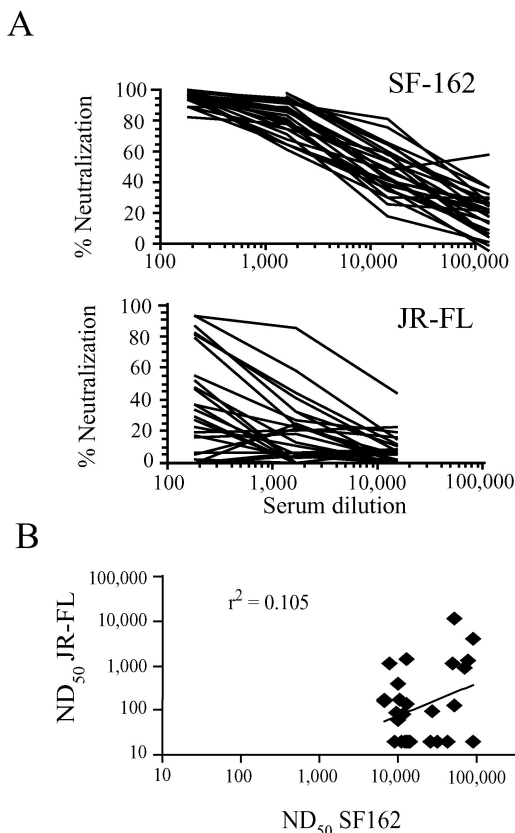 A
SF-162
% Neutralization
100
80
60
40
20
0
100 1,000 10,000 100,000
JR-FL
% Neutralization
100
80
60
40
20
0
100 1,000 10,000 100,000
Serum dilution
B
r² = 0.105
ND₅₀ JR-FL
100,000
10,000
1,000
100
10
10 100 1,000 10,000 100,000
ND₅₀ SF162